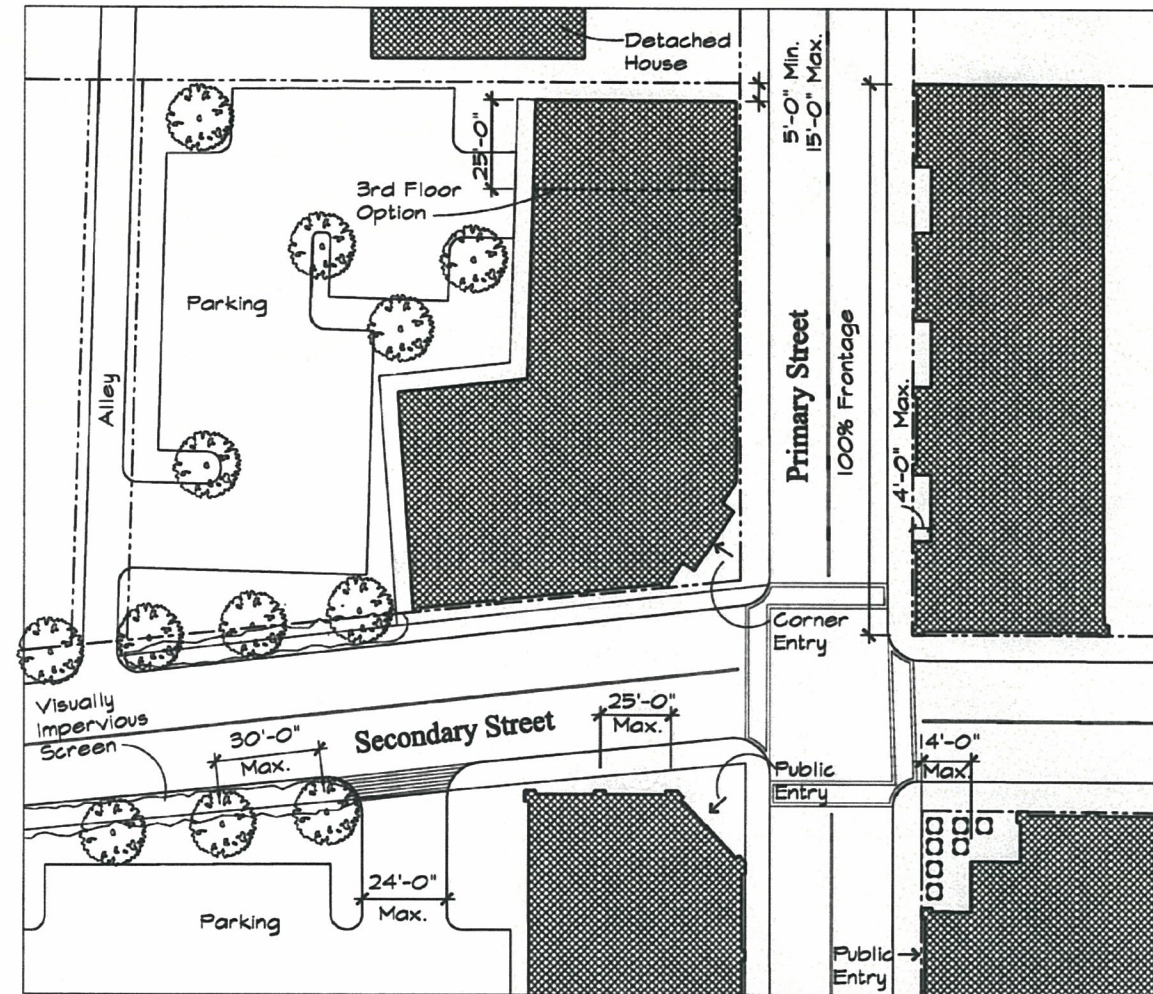 Detached
House
5'-0" Min.
15'-0" Max.
25'-0"
3rd Floor
Option
Parking
Alley
Primary Street
100% Frontage
4'-0" Max.
Corner
Entry
Visually
Impervious
Screen
30'-0"
Max.
Secondary Street
25'-0"
Max.
Public
Entry
14'-0"
Max.
24'-0"
Max.
Parking
Public
Entry